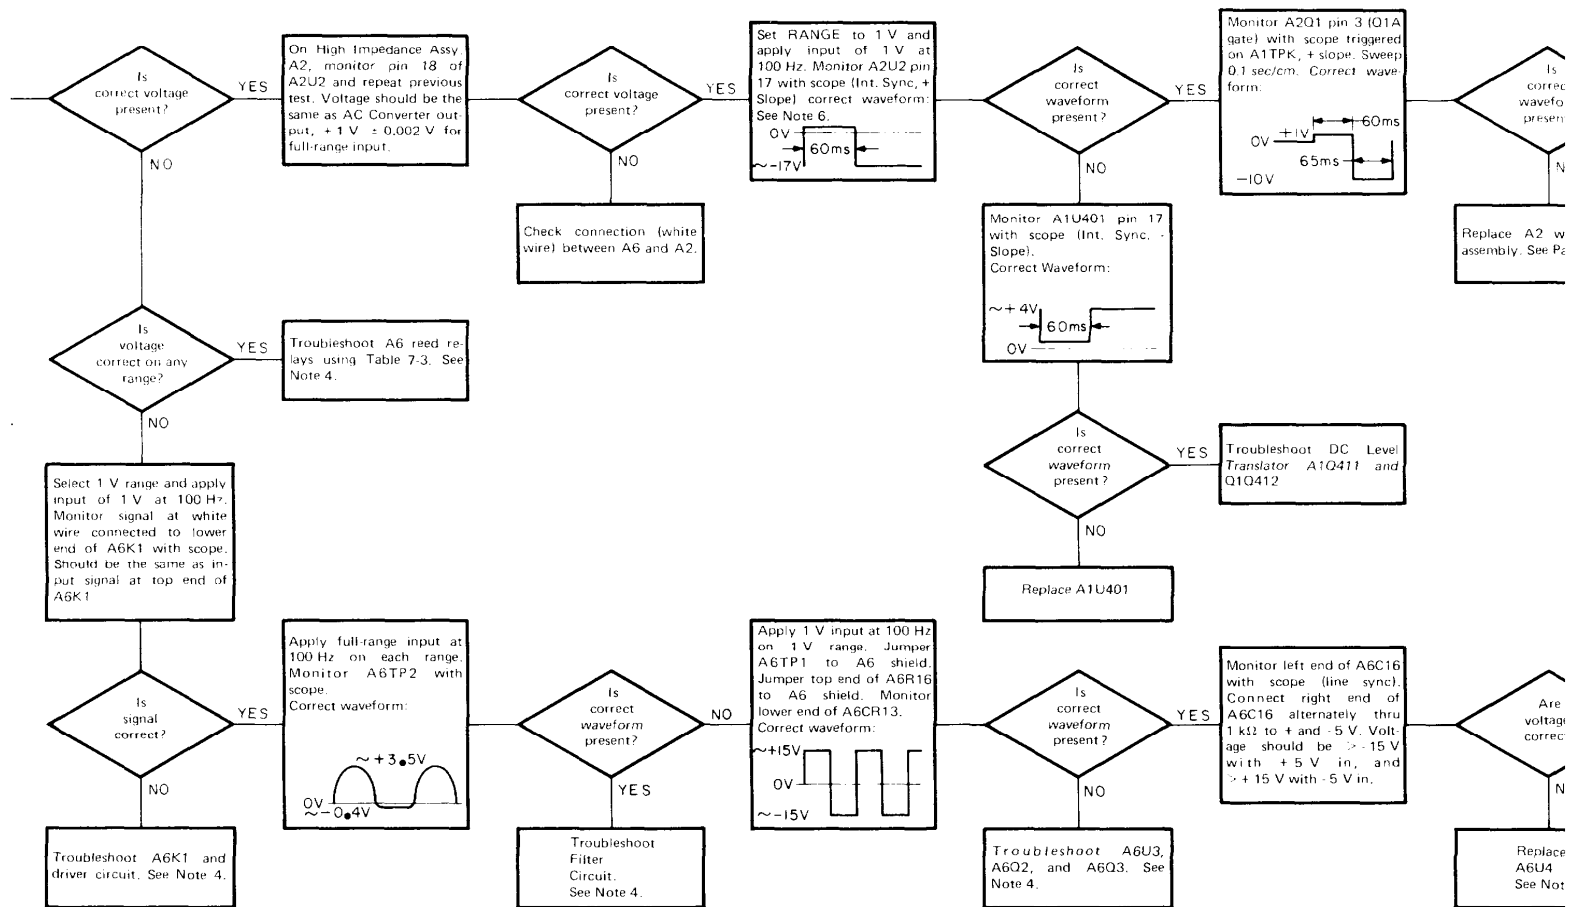 Is
correct voltage
present?
YES
NO
On High Impedance Assy.
A2, monitor pin 18 of
A2U2 and repeat previous
test. Voltage should be the
same as AC Converter out-
put, + 1 V ± 0.002 V for
full-range input.
Is
correct voltage
present?
YES
NO
Check connection (white
wire) between A6 and A2.
Set RANGE to 1 V and
apply input of 1 V at
100 Hz. Monitor A2U2 pin
17 with scope (Int. Sync, +
Slope) correct waveform:
See Note 6.
0V
60ms
~-17V
Is
correct
waveform
present?
YES
NO
Monitor A2Q1 pin 3 (Q1A
gate) with scope triggered
on A1TPK, + slope. Sweep
0.1 sec/cm. Correct wave-
form:
+1V
60ms
0V
65ms
-10V
Is
correc
wavefo
presen
N
Replace A2 w
assembly. See Pa
Monitor A1U401 pin 17
with scope (Int. Sync, -
Slope).
Correct Waveform:
~+4V
60ms
0V
Is
correct
waveform
present?
YES
NO
Troubleshoot DC Level
Translator A1Q411 and
Q1Q412
Replace A1U401
Is
voltage
correct on any
range?
YES
NO
Troubleshoot A6 reed re-
lays using Table 7-3. See
Note 4.
Select 1 V range and apply
input of 1 V at 100 Hz.
Monitor signal at white
wire connected to lower
end of A6K1 with scope.
Should be the same as in-
put signal at top end of
A6K1
Is
signal
correct?
YES
NO
Troubleshoot A6K1 and
driver circuit. See Note 4.
Apply full-range input at
100 Hz on each range.
Monitor A6TP2 with
scope.
Correct waveform:
~+3.5V
0V
~-0.4V
Is
correct
waveform
present?
NO
YES
Troubleshoot
Filter
Circuit.
See Note 4.
Apply 1 V input at 100 Hz
on 1 V range. Jumper
A6TP1 to A6 shield.
Jumper top end of A6R16
to A6 shield. Monitor
lower end of A6CR13.
Correct waveform:
~+15V
0V
~-15V
Is
correct
waveform
present?
YES
NO
Troubleshoot A6U3,
A6Q2, and A6Q3. See
Note 4.
Monitor left end of A6C16
with scope (line sync).
Connect right end of
A6C16 alternately thru
1 kΩ to + and - 5 V. Volt-
age should be > - 15 V
with + 5 V in, and
> + 15 V with - 5 V in.
Are
voltage
correct
N
Replace
A6U4
See Not